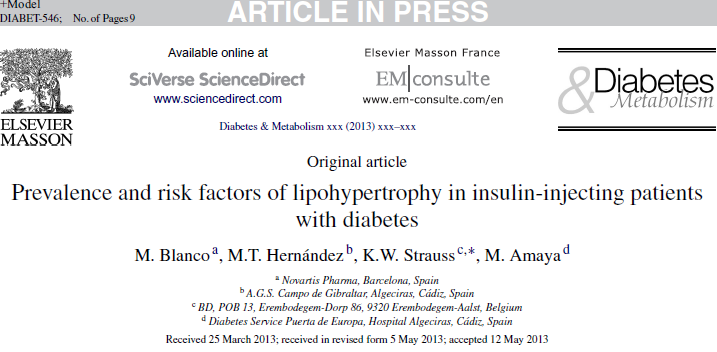 +Model
ARTICLE IN PRESS
DIABET-546; No. of Pages 9
Available online at
SciVerse ScienceDirect
www.sciencedirect.com
Elsevier Masson France
EM|consulte
www.em-consulte.com/en
& Diabetes
Metabolism
ELSEVIER
MASSON
Diabetes & Metabolism xxx (2013) xxx–xxx
Original article
Prevalence and risk factors of lipohypertrophy in insulin-injecting patients
with diabetes
M. Blanco a, M.T. Hernández b, K.W. Strauss c,∗, M. Amaya d
a Novartis Pharma, Barcelona, Spain
b A.G.S. Campo de Gibraltar, Algeciras, Cádiz, Spain
c BD, POB 13, Erembodegem-Dorp 86, 9320 Erembodegem-Aalst, Belgium
d Diabetes Service Puerta de Europa, Hospital Algeciras, Cádiz, Spain
Received 25 March 2013; received in revised form 5 May 2013; accepted 12 May 2013